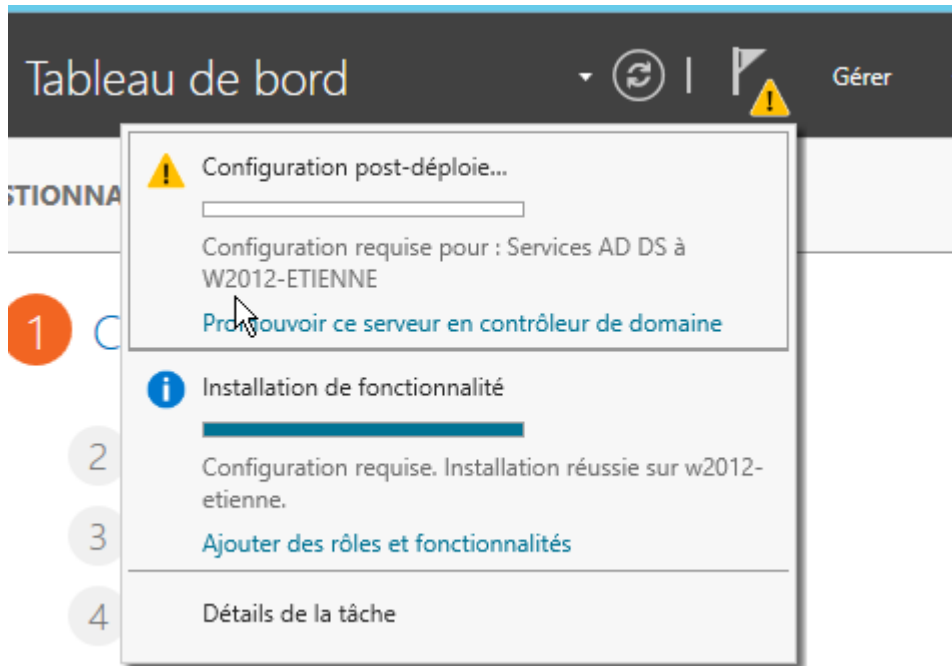 Tableau de bord
Gérer
Configuration post-déploie...
STIONNA
Configuration requise pour : Services AD DS à
W2012-ETIENNE
1 C
Promouvoir ce serveur en contrôleur de domaine
Installation de fonctionnalité
2
Configuration requise. Installation réussie sur w2012-
etienne.
3
Ajouter des rôles et fonctionnalités
4
Détails de la tâche